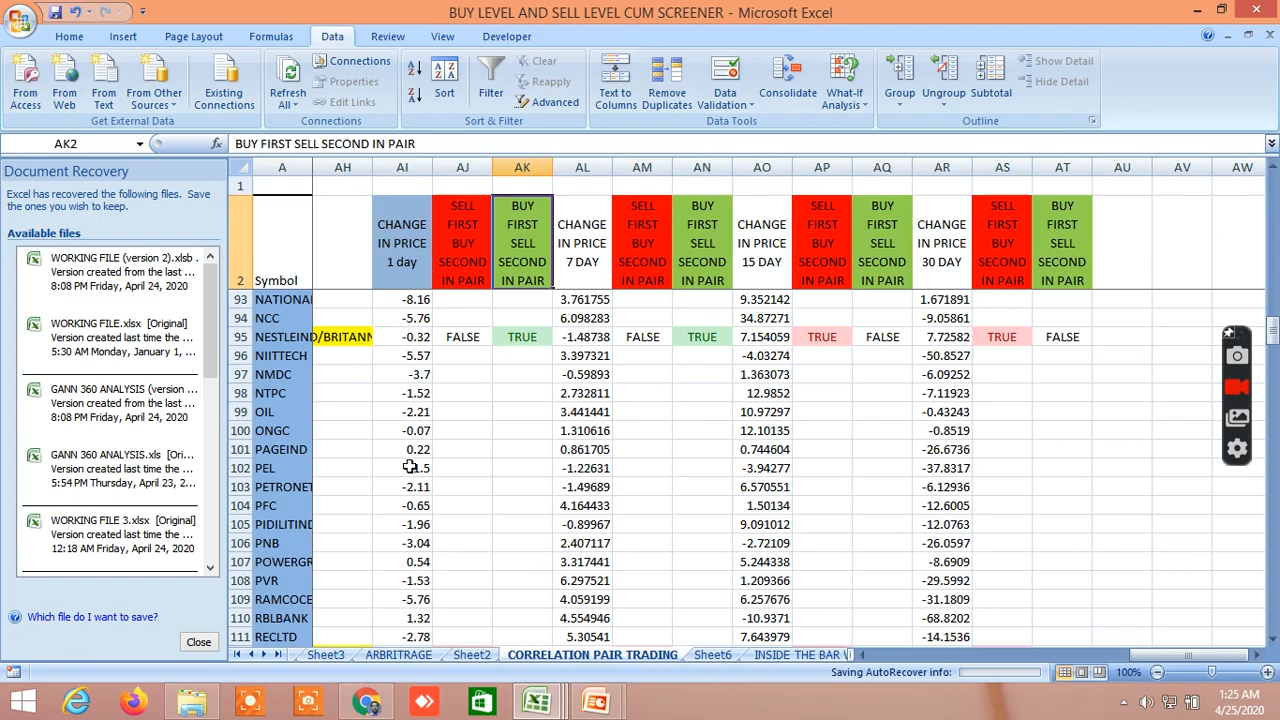 BUY LEVEL AND SELL LEVEL CUM SCREENER - Microsoft Excel
Home Insert Page Layout Formulas Data Review View Developer
From Access
From Web
From Text
From Other Sources
Existing Connections
Get External Data
Refresh All
Connections
Properties
Edit Links
Connections
Sort
Filter
Clear
Reapply
Advanced
Sort & Filter
Text to Columns
Remove Duplicates
Data Validation
Consolidate
What-If Analysis
Data Tools
Group
Ungroup
Subtotal
Show Detail
Hide Detail
Outline
AK2 fx BUY FIRST SELL SECOND IN PAIR
Document Recovery
Excel has recovered the following files. Save
the ones you wish to keep.
Available files
WORKING FILE (version 2).xlsb .
Version created from the last ...
8:08 PM Friday, April 24, 2020
WORKING FILE.xlsx [Original]
Version created last time the ...
5:30 AM Monday, January 1, ...
GANN 360 ANALYSIS (version ...
Version created from the last ...
8:08 PM Friday, April 24, 2020
GANN 360 ANALYSIS.xls [Ori...
Version created last time the ...
5:54 PM Thursday, April 23, 2...
WORKING FILE 3.xlsx [Original]
Version created last time the ...
12:18 AM Friday, April 24, 2020
Which file do I want to save?
Close
A AH AI AJ AK AL AM AN AO AP AQ AR AS AT AU AV AW
1
2 Symbol
CHANGE IN PRICE 1 day
SELL FIRST BUY SECOND IN PAIR
BUY FIRST SELL SECOND IN PAIR
CHANGE IN PRICE 7 DAY
SELL FIRST BUY SECOND IN PAIR
BUY FIRST SELL SECOND IN PAIR
CHANGE IN PRICE 15 DAY
SELL FIRST BUY SECOND IN PAIR
BUY FIRST SELL SECOND IN PAIR
CHANGE IN PRICE 30 DAY
SELL FIRST BUY SECOND IN PAIR
BUY FIRST SELL SECOND IN PAIR
93 NATIONAL -8.16 3.761755 9.352142 1.671891
94 NCC -5.76 6.098283 34.87271 -9.05861
95 NESTLEIND/BRITANN -0.32 FALSE TRUE -1.48738 FALSE TRUE 7.154059 TRUE FALSE 7.72582 TRUE FALSE
96 NIITTECH -5.57 3.397321 -4.03274 -50.8527
97 NMDC -3.7 -0.59893 1.363073 -6.09252
98 NTPC -1.52 2.732811 12.9852 -7.11923
99 OIL -2.21 3.441441 10.97297 -0.43243
100 ONGC -0.07 1.310616 12.10135 -0.8519
101 PAGEIND 0.22 0.861705 0.744604 -26.6736
102 PEL 1.5 -1.22631 -3.94277 -37.8317
103 PETRONET -2.11 -1.49689 6.570551 -6.12936
104 PFC -0.65 4.164433 1.50134 -12.6005
105 PIDILITIND -1.96 -0.89967 9.091012 -12.0763
106 PNB -3.04 2.407117 -2.72109 -26.0597
107 POWERGR 0.54 3.317441 5.244338 -8.6909
108 PVR -1.53 6.297521 1.209366 -29.5992
109 RAMCOCE -5.76 4.059199 6.257676 -31.1809
110 RBLBANK 1.32 4.554946 -10.9371 -68.8202
111 RECLTD -2.78 5.30541 7.643979 -14.1536
Sheet3 ARBRITRAGE Sheet2 CORRELATION PAIR TRADING Sheet6 INSIDE THE BAR
Saving AutoRecover info: 100%
1:25 AM
4/25/2020